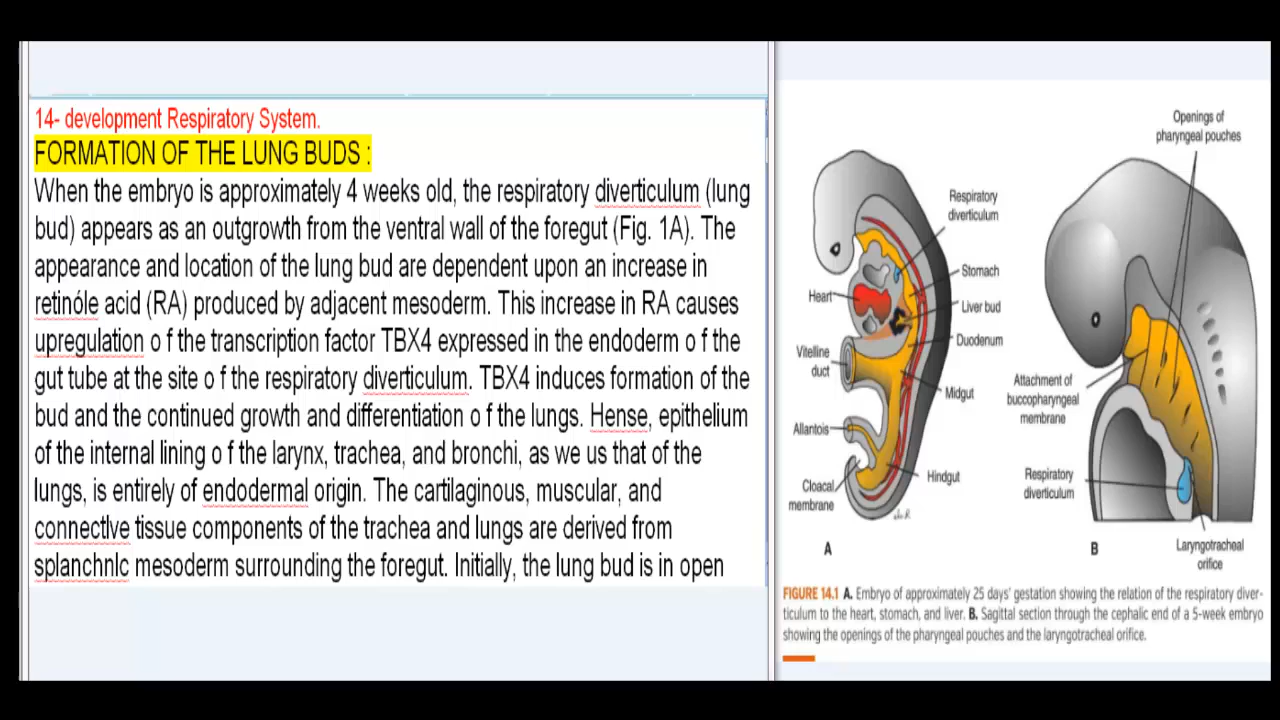 14- development Respiratory System.
FORMATION OF THE LUNG BUDS :
When the embryo is approximately 4 weeks old, the respiratory diverticulum (lung
bud) appears as an outgrowth from the ventral wall of the foregut (Fig. 1A). The
appearance and location of the lung bud are dependent upon an increase in
retinóle acid (RA) produced by adjacent mesoderm. This increase in RA causes
upregulation o f the transcription factor TBX4 expressed in the endoderm o f the
gut tube at the site o f the respiratory diverticulum. TBX4 induces formation of the
bud and the continued growth and differentiation o f the lungs. Hense, epithelium
of the internal lining o f the larynx, trachea, and bronchi, as we us that of the
lungs, is entirely of endodermal origin. The cartilaginous, muscular, and
connectlve tissue components of the trachea and lungs are derived from
splanchnlc mesoderm surrounding the foregut. Initially, the lung bud is in open
Openings of
pharyngeal pouches
Respiratory
diverticulum
Stomach
Heart
Liver bud
Duodenum
Vitelline
duct
Midgut
Allantois
Hindgut
Cloacal
membrane
A
Attachment of
buccopharyngeal
membrane
Respiratory
diverticulum
Laryngotracheal
orifice
B
FIGURE 14.1 A. Embryo of approximately 25 days' gestation showing the relation of the respiratory diver-
ticulum to the heart, stomach, and liver. B. Sagittal section through the cephalic end of a 5-week embryo
showing the openings of the pharyngeal pouches and the laryngotracheal orifice.